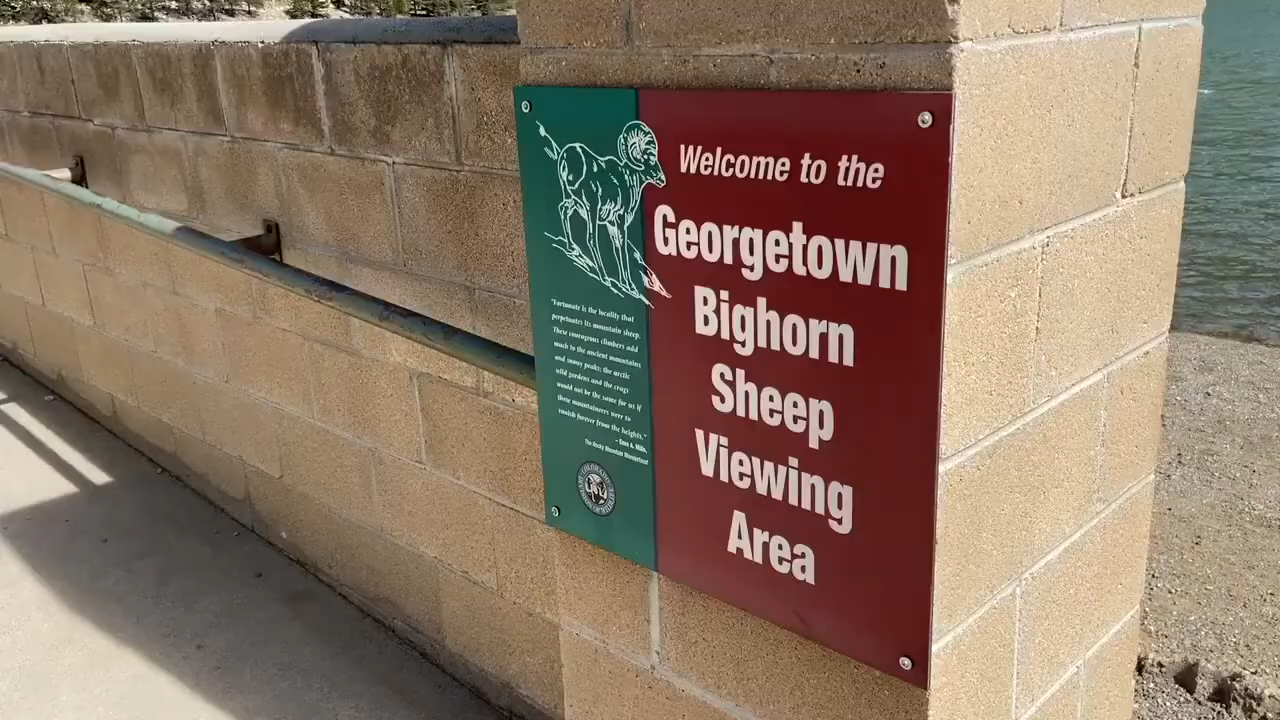 Welcome to the
Georgetown
Bighorn
Sheep
Viewing
Area
"Fortunate is the locality that
perpetuates its mountain sheep.
These courageous climbers add
much to the ancient mountains
and snowy peaks; the arctic
wild gardens and the crags
would not be the same for us if
these mountaineers were to
vanish forever from the heights."
- Enos A. Mills,
The Rocky Mountain Wonderland